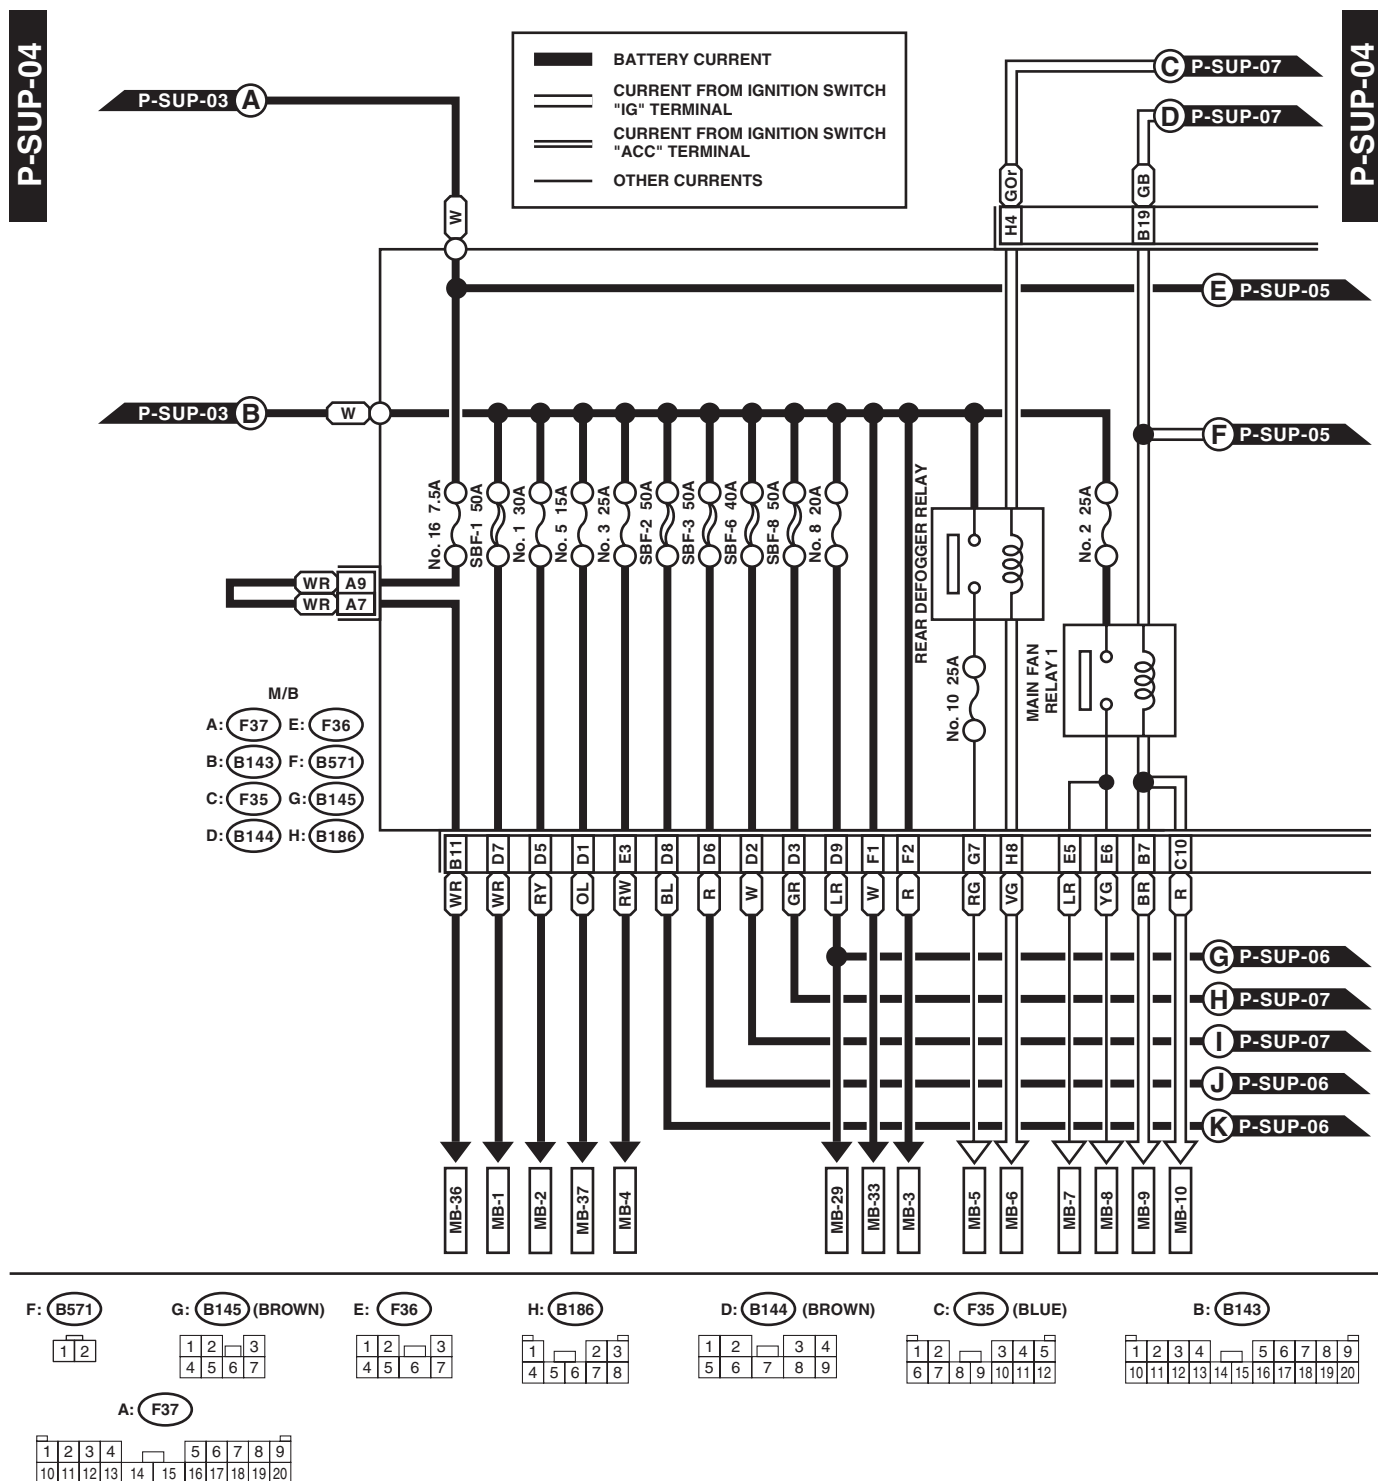 P-SUP-04
P-SUP-04
BATTERY CURRENT
CURRENT FROM IGNITION SWITCH
"IG" TERMINAL
CURRENT FROM IGNITION SWITCH
"ACC" TERMINAL
OTHER CURRENTS
P-SUP-03 A
C P-SUP-07
D P-SUP-07
W
GOr
GB
H4
B19
E P-SUP-05
P-SUP-03 B
W
F P-SUP-05
No. 16 7.5A
SBF-1 50A
No. 1 30A
No. 5 15A
No. 3 25A
SBF-2 50A
SBF-3 50A
SBF-6 40A
SBF-8 50A
No. 8 20A
REAR DEFOGGER RELAY
No. 2 25A
WR A9
WR A7
No. 10 25A
MAIN FAN
RELAY 1
M/B
A: F37 E: F36
B: B143 F: B571
C: F35 G: B145
D: B144 H: B186
B11 D7 D5 D1 E3 D8 D6 D2 D3 D9 F1 F2 G7 H8 E5 E6 B7 C10
WR WR RY OL RW BL R W GR LR W R RG VG LR YG BR R
G P-SUP-06
H P-SUP-07
I P-SUP-07
J P-SUP-06
K P-SUP-06
MB-36 MB-1 MB-2 MB-37 MB-4 MB-29 MB-33 MB-3 MB-5 MB-6 MB-7 MB-8 MB-9 MB-10
F: B571 G: B145 (BROWN) E: F36 H: B186 D: B144 (BROWN) C: F35 (BLUE) B: B143
1 2
1 2 3
4 5 6 7
1 2 3
4 5 6 7
1 2 3
4 5 6 7 8
1 2 3 4
5 6 7 8 9
1 2 3 4 5
6 7 8 9 10 11 12
1 2 3 4 5 6 7 8 9
10 11 12 13 14 15 16 17 18 19 20
A: F37
1 2 3 4 5 6 7 8 9
10 11 12 13 14 15 16 17 18 19 20